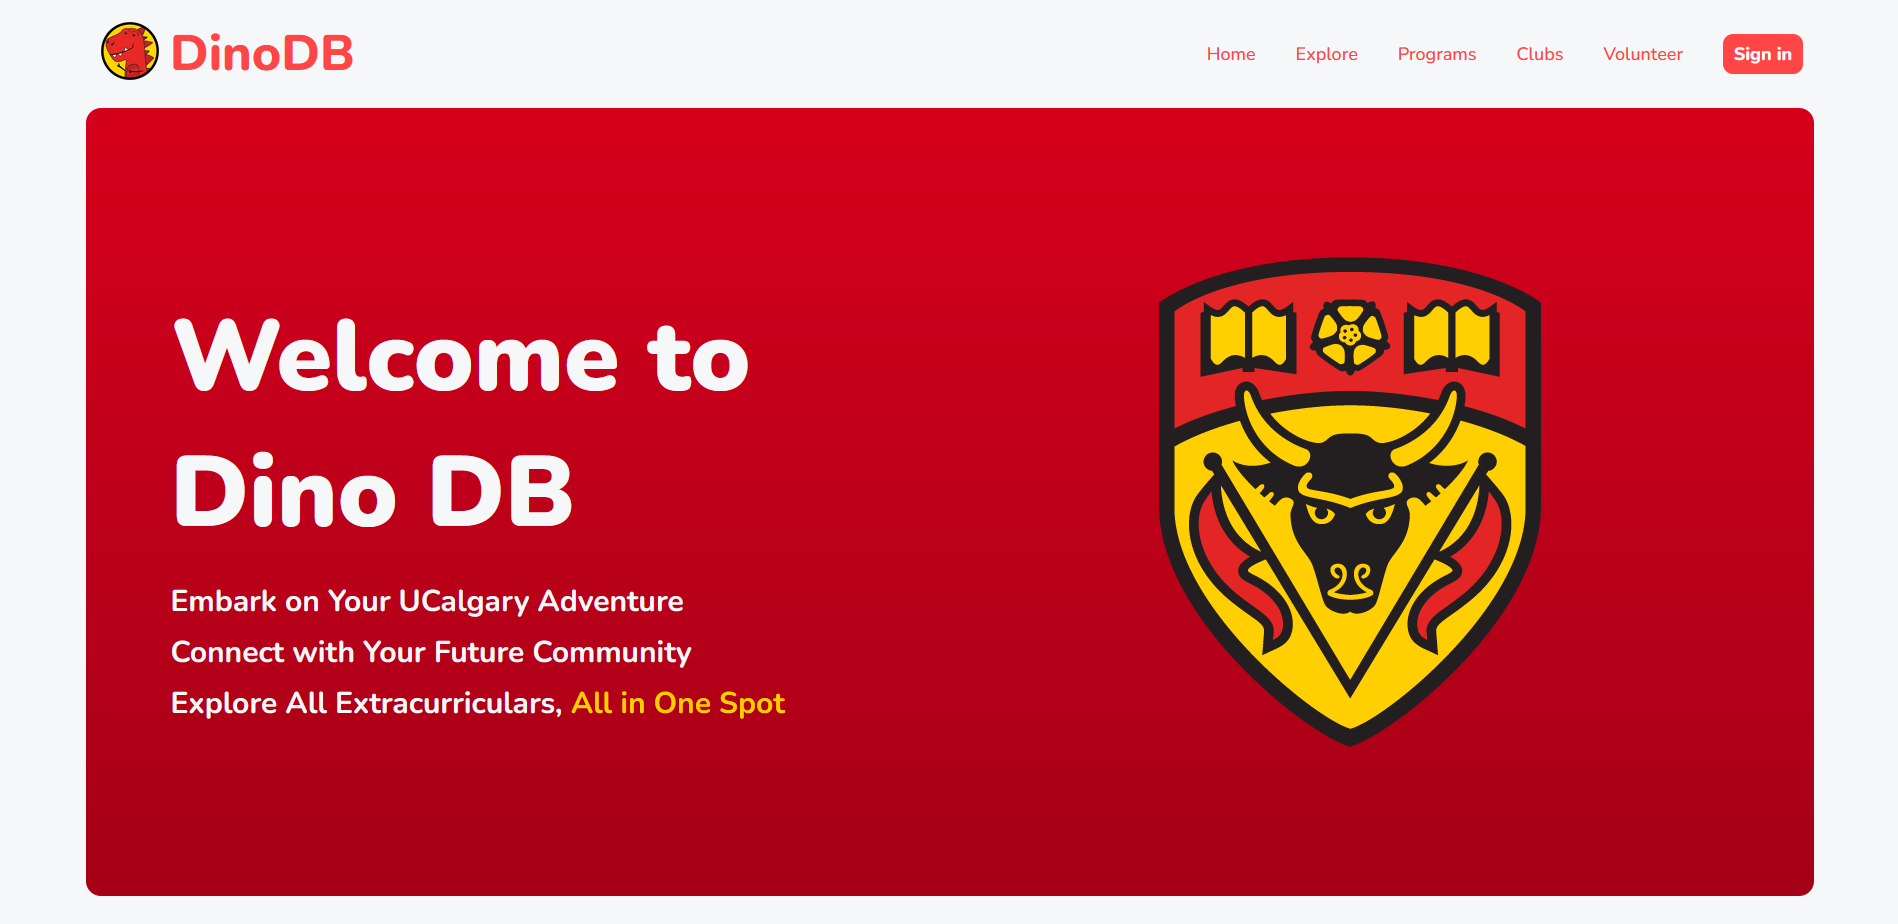 DinoDB
Home Explore Programs Clubs Volunteer Sign in
Welcome to
Dino DB
Embark on Your UCalgary Adventure
Connect with Your Future Community
Explore All Extracurriculars, All in One Spot